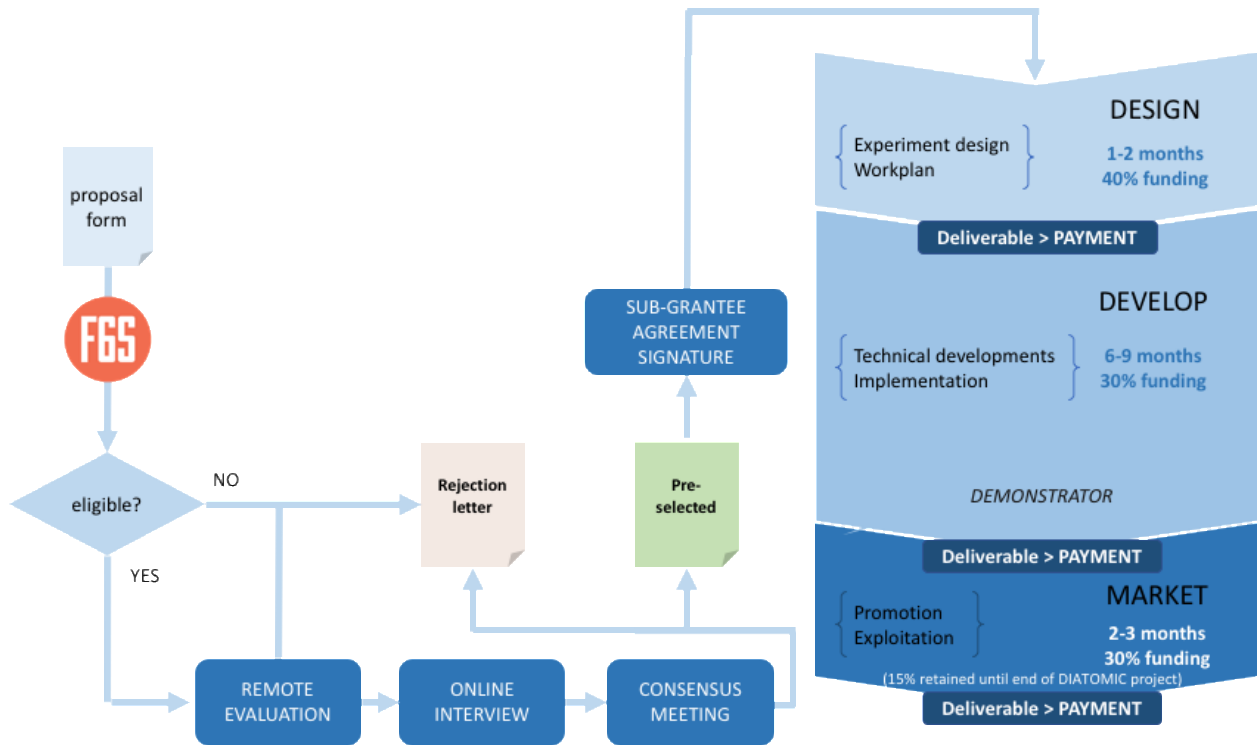 proposal
form
F6S
eligible?
NO
YES
REMOTE
EVALUATION
ONLINE
INTERVIEW
CONSENSUS
MEETING
Rejection
letter
Pre-
selected
SUB-GRANTEE
AGREEMENT
SIGNATURE
DESIGN
Experiment design
Workplan
1-2 months
40% funding
Deliverable > PAYMENT
DEVELOP
Technical developments
Implementation
6-9 months
30% funding
DEMONSTRATOR
Deliverable > PAYMENT
MARKET
Promotion
Exploitation
2-3 months
30% funding
(15% retained until end of DIATOMIC project)
Deliverable > PAYMENT